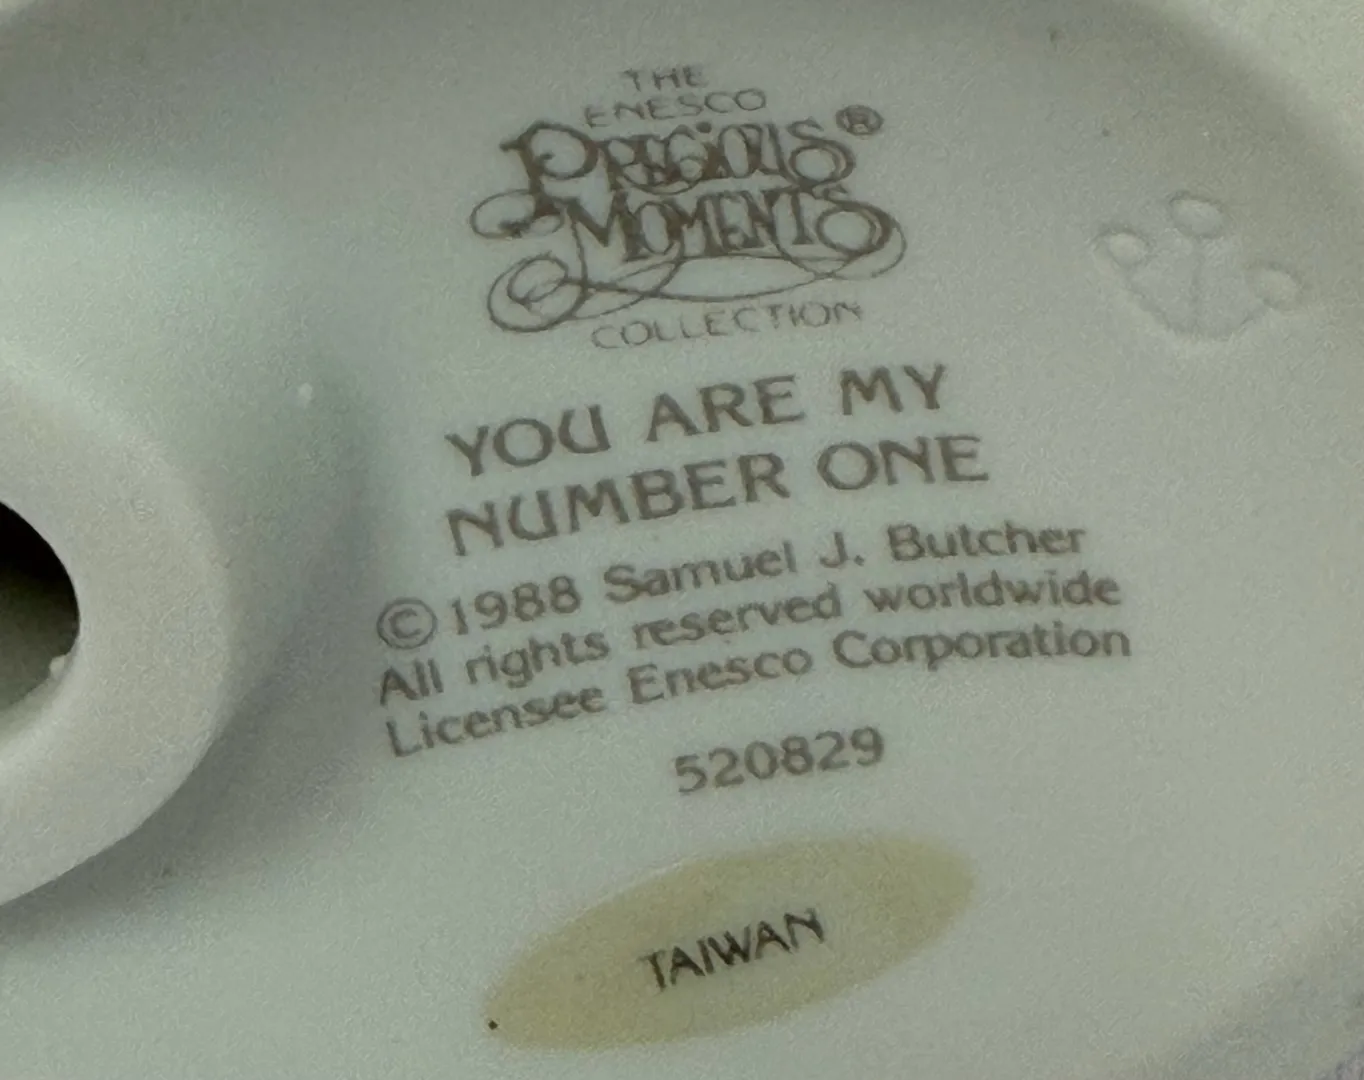 THE
ENESCO
PRECIOUS®
MOMENTS
COLLECTION
YOU ARE MY
NUMBER ONE
©1988 Samuel J. Butcher
All rights reserved worldwide
Licensee Enesco Corporation
520829
TAIWAN